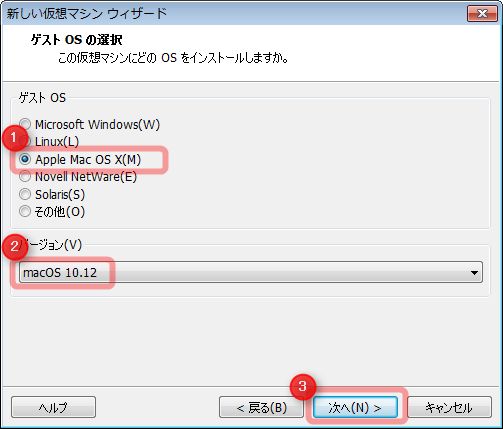 新しい仮想マシン ウィザード
ゲスト OS の選択
この仮想マシンにどの OS をインストールしますか。
ゲスト OS
Microsoft Windows(W)
1
Linux(L)
Apple Mac OS X(M)
Novell NetWare(E)
Solaris(S)
その他(O)
2
バージョン(V)
macOS 10.12
3
ヘルプ
< 戻る(B)
次へ(N) >
キャンセル